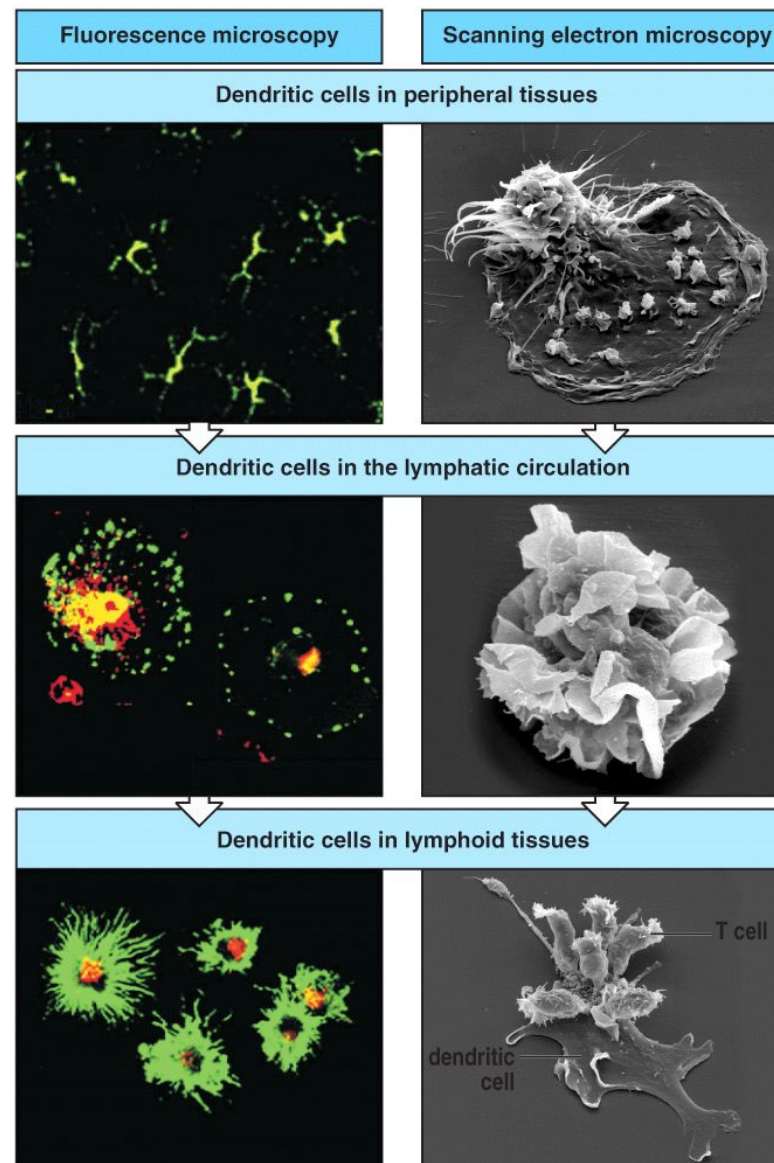 Fluorescence microscopy
Scanning electron microscopy
Dendritic cells in peripheral tissues
Dendritic cells in the lymphatic circulation
Dendritic cells in lymphoid tissues
T cell
dendritic
cell